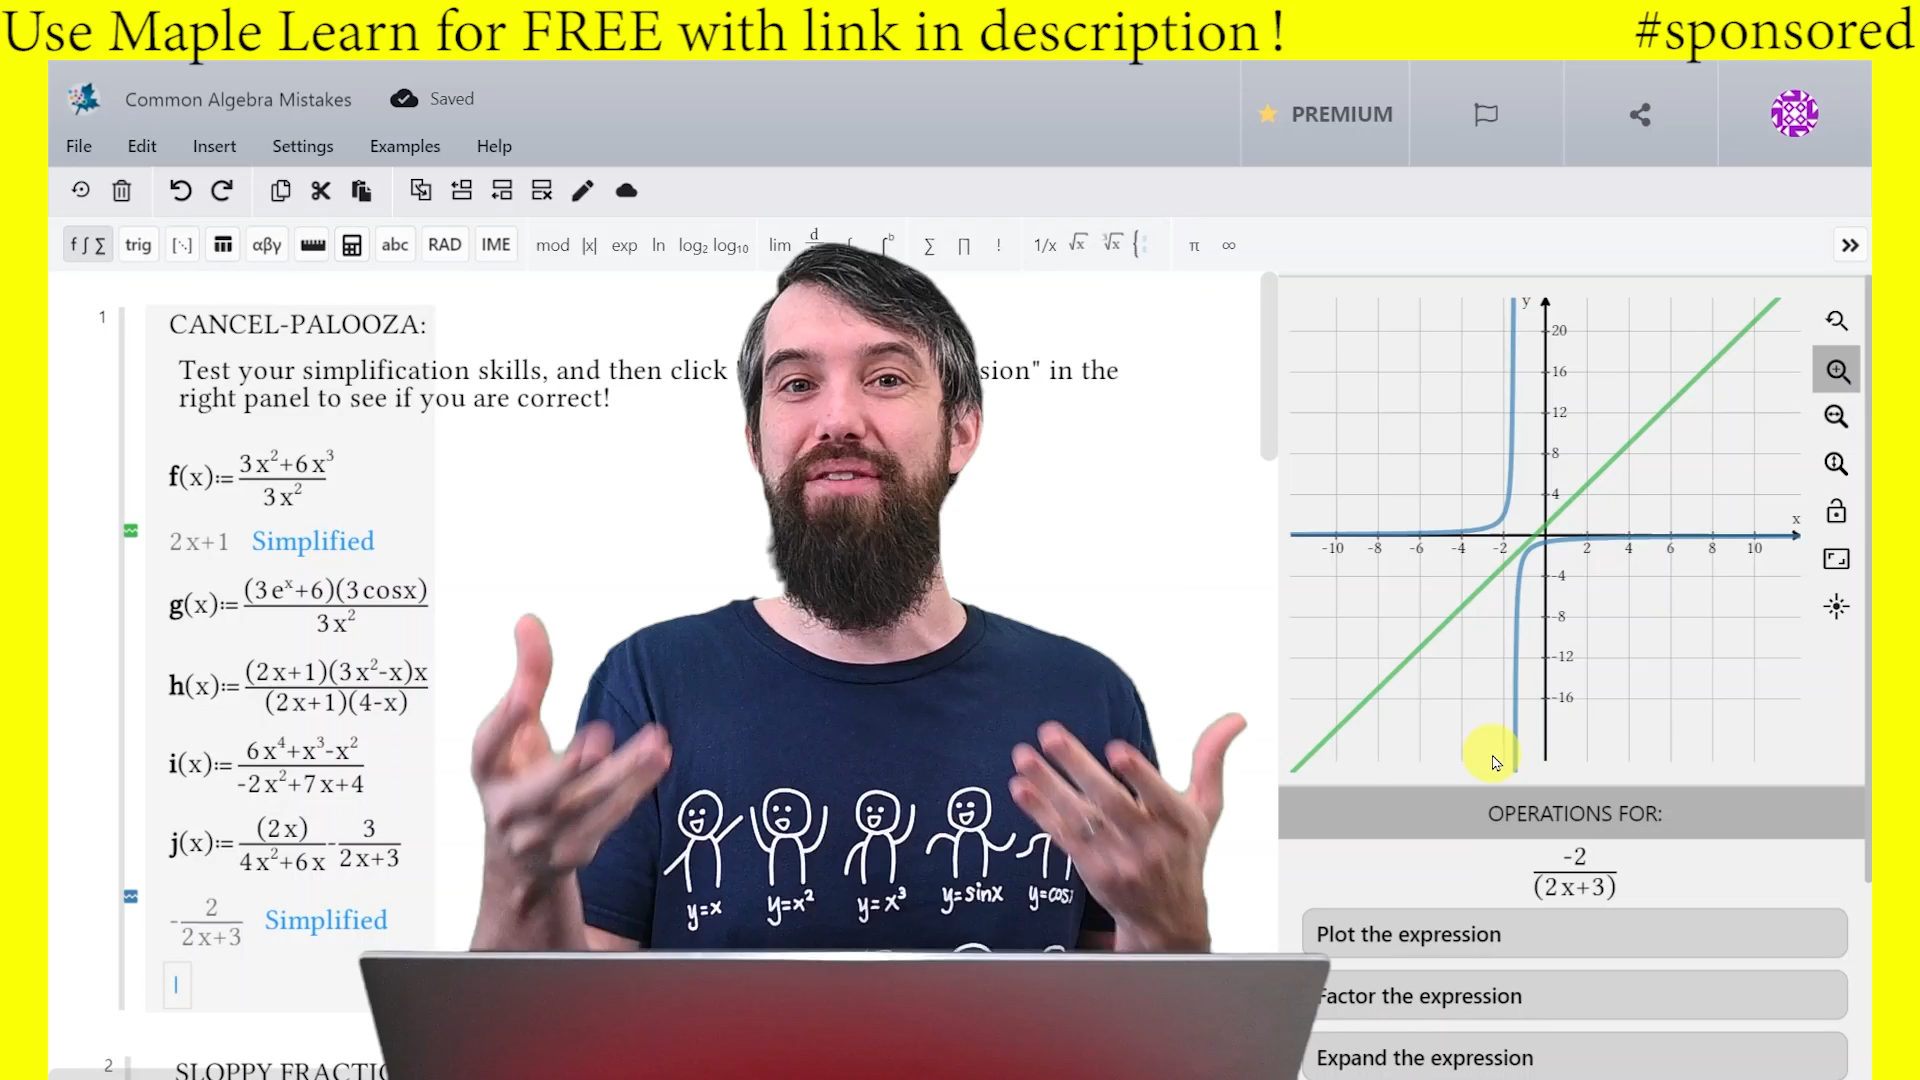 Use Maple Learn for FREE with link in description !
#sponsored
Common Algebra Mistakes
Saved
PREMIUM
File Edit Insert Settings Examples Help
f ∫ Σ trig [⋱] αβγ abc RAD IME mod |x| exp ln log₂ log₁₀ lim d ∫ᵇ ∑ ∏ ! 1/x √x ∛x { π ∞ »
1
CANCEL-PALOOZA:
Test your simplification skills, and then click sion" in the
right panel to see if you are correct!
f(x):= (3x²+6x³)/(3x²)
2x+1 Simplified
g(x):= ((3eˣ+6)(3cosx))/(3x²)
h(x):= ((2x+1)(3x²-x)x)/((2x+1)(4-x))
i(x):= (6x⁴+x³-x²)/(-2x²+7x+4)
j(x):= (2x)/(4x²+6x) - 3/(2x+3)
-2/(2x+3) Simplified
2
SLOPPY FRACTIO
y
20
16
12
8
4
x
-10 -8 -6 -4 -2 2 4 6 8 10
-4
-8
-12
-16
OPERATIONS FOR:
-2/(2x+3)
Plot the expression
Factor the expression
Expand the expression
y=x y=x² y=x³ y=sinx y=cos